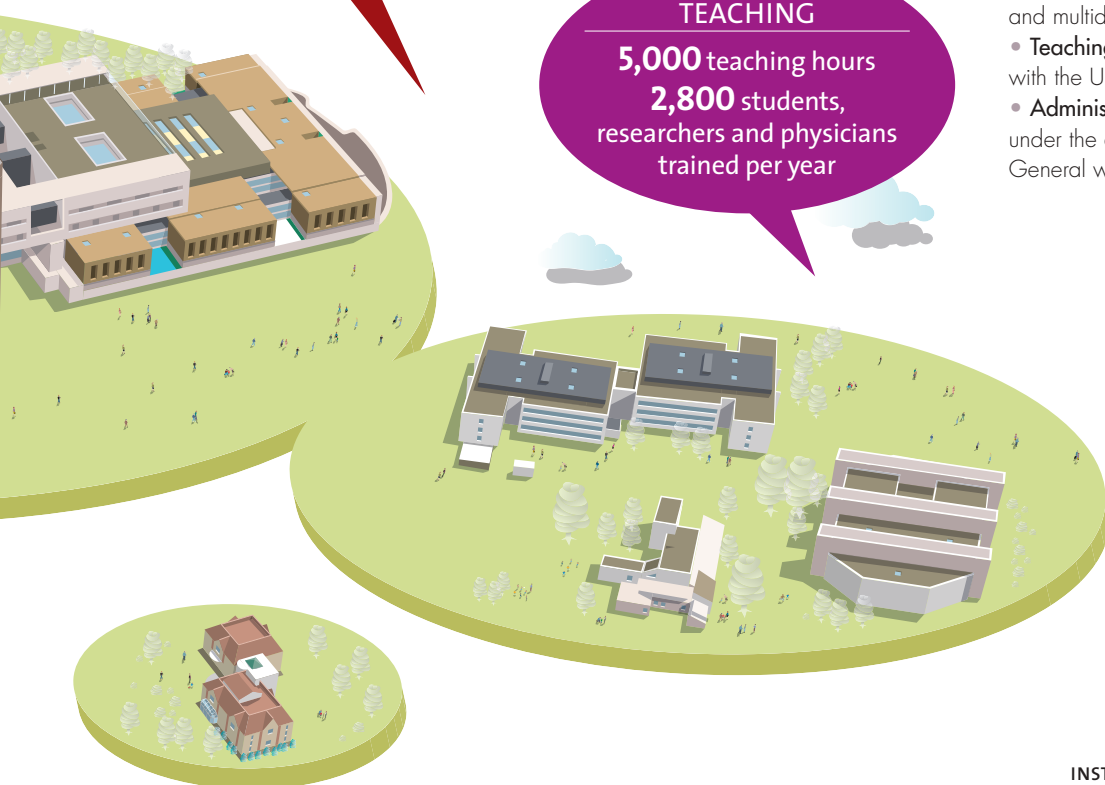 TEACHING
5,000 teaching hours
2,800 students,
researchers and physicians
trained per year
and multid
• Teaching
with the U
• Adminis
under the
General w
INST